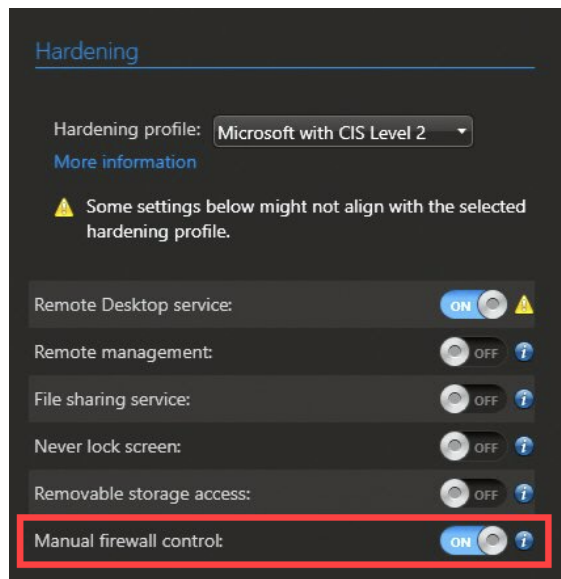 Hardening
Hardening profile: Microsoft with CIS Level 2
More information
Some settings below might not align with the selected
hardening profile.
Remote Desktop service: ON
Remote management: OFF
File sharing service: OFF
Never lock screen: OFF
Removable storage access: OFF
Manual firewall control: ON